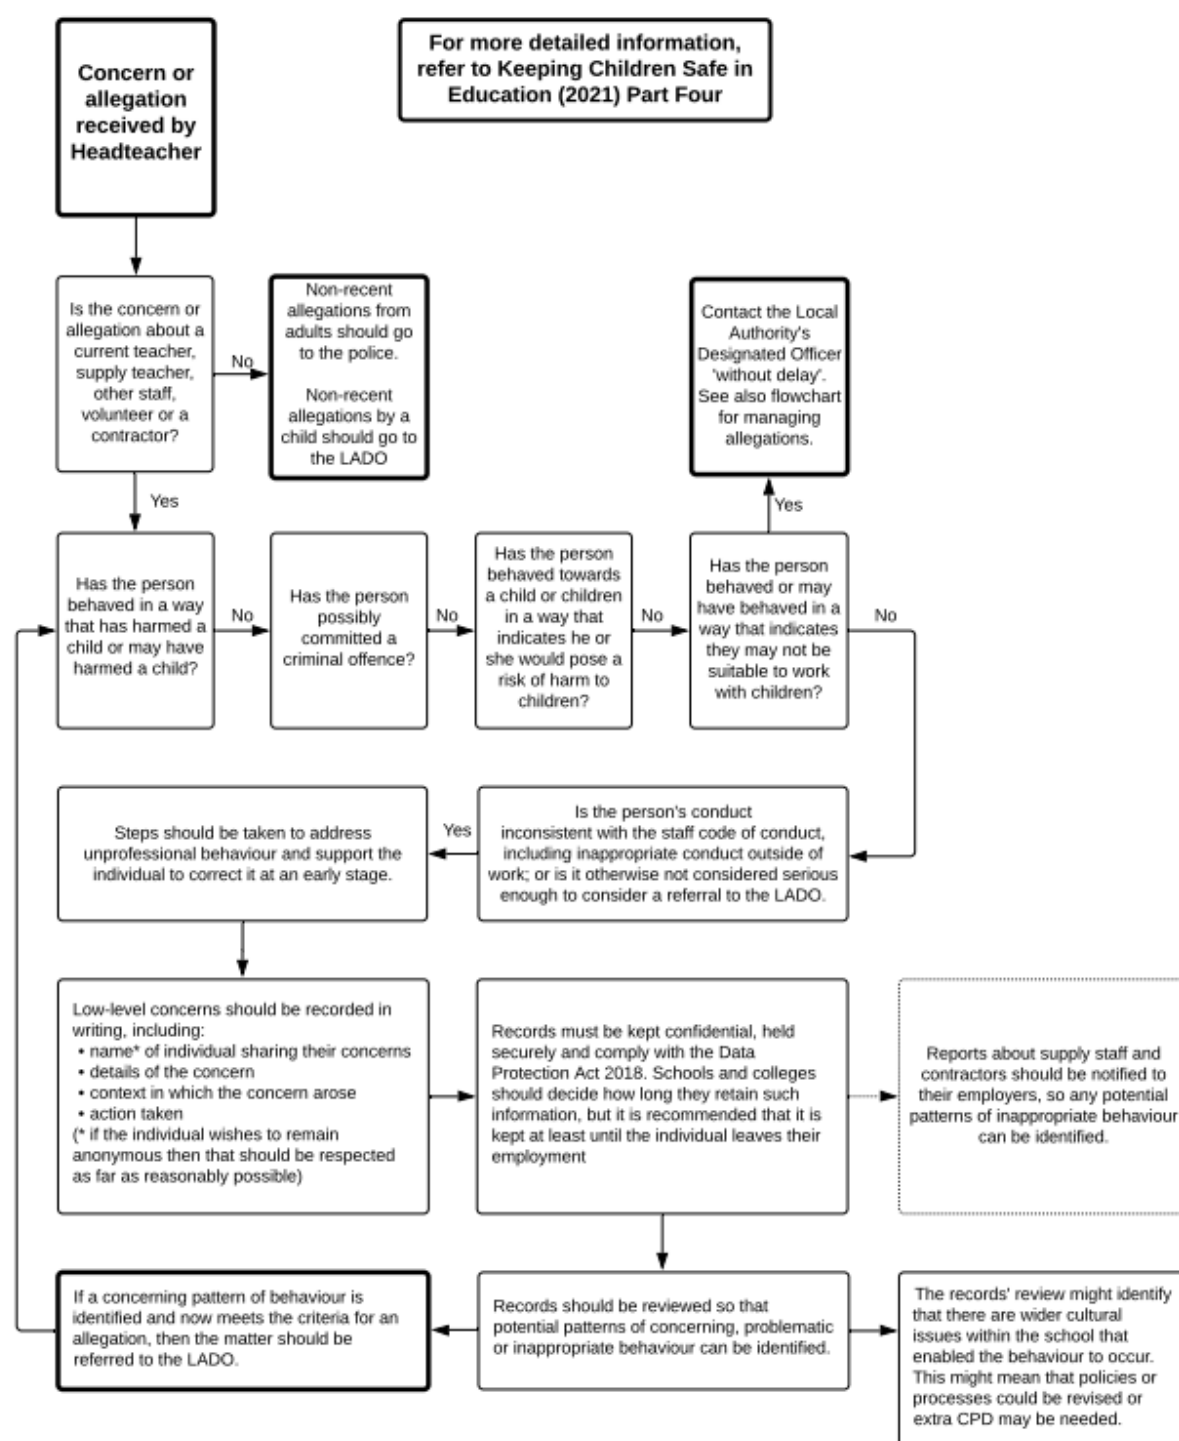 Concern or
allegation
received by
Headteacher
For more detailed information,
refer to Keeping Children Safe in
Education (2021) Part Four
Is the concern or
allegation about a
current teacher,
supply teacher,
other staff,
volunteer or a
contractor?
No
Non-recent
allegations from
adults should go
to the police.
Non-recent
allegations by a
child should go to
the LADO
Contact the Local
Authority's
Designated Officer
'without delay'.
See also flowchart
for managing
allegations.
Yes
Yes
Has the person
behaved in a way
that has harmed a
child or may have
harmed a child?
No
Has the person
possibly
committed a
criminal offence?
No
Has the person
behaved towards
a child or children
in a way that
indicates he or
she would pose a
risk of harm to
children?
No
Has the person
behaved or may
have behaved in a
way that indicates
they may not be
suitable to work
with children?
No
Steps should be taken to address
unprofessional behaviour and support the
individual to correct it at an early stage.
Yes
Is the person's conduct
inconsistent with the staff code of conduct,
including inappropriate conduct outside of
work; or is it otherwise not considered serious
enough to consider a referral to the LADO.
Low-level concerns should be recorded in
writing, including:
• name* of individual sharing their concerns
• details of the concern
• context in which the concern arose
• action taken
(* if the individual wishes to remain
anonymous then that should be respected
as far as reasonably possible)
Records must be kept confidential, held
securely and comply with the Data
Protection Act 2018. Schools and colleges
should decide how long they retain such
information, but it is recommended that it is
kept at least until the individual leaves their
employment
Reports about supply staff and
contractors should be notified to
their employers, so any potential
patterns of inappropriate behaviour
can be identified.
If a concerning pattern of behaviour is
identified and now meets the criteria for an
allegation, then the matter should be
referred to the LADO.
Records should be reviewed so that
potential patterns of concerning, problematic
or inappropriate behaviour can be identified.
The records' review might identify
that there are wider cultural
issues within the school that
enabled the behaviour to occur.
This might mean that policies or
processes could be revised or
extra CPD may be needed.